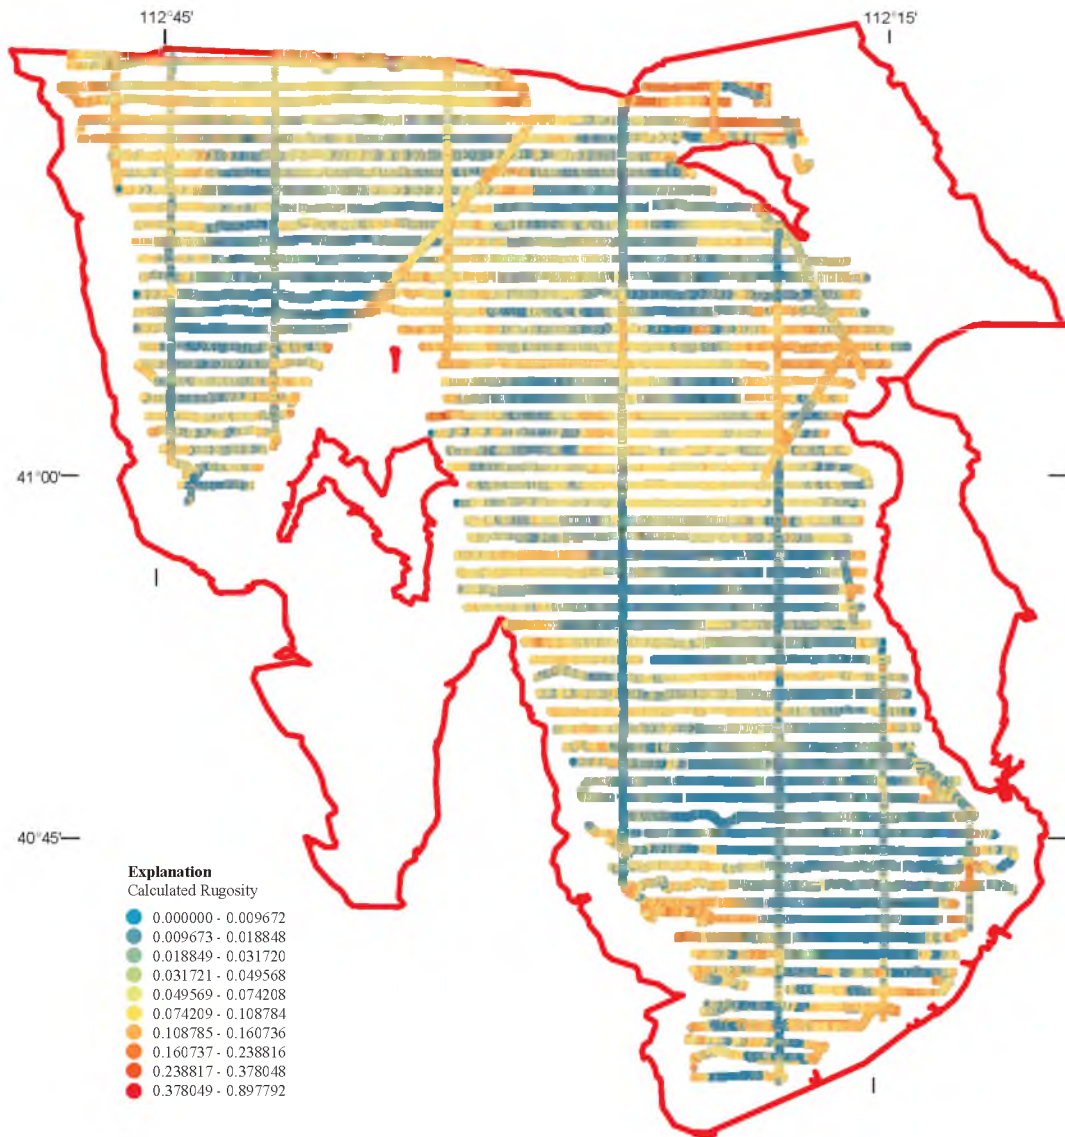 112°45'
112°15'
41°00'
40°45'
Explanation
Calculated Rugosity
0.000000 - 0.009672
0.009673 - 0.018848
0.018849 - 0.031720
0.031721 - 0.049568
0.049569 - 0.074208
0.074209 - 0.108784
0.108785 - 0.160736
0.160737 - 0.238816
0.238817 - 0.378048
0.378049 - 0.897792